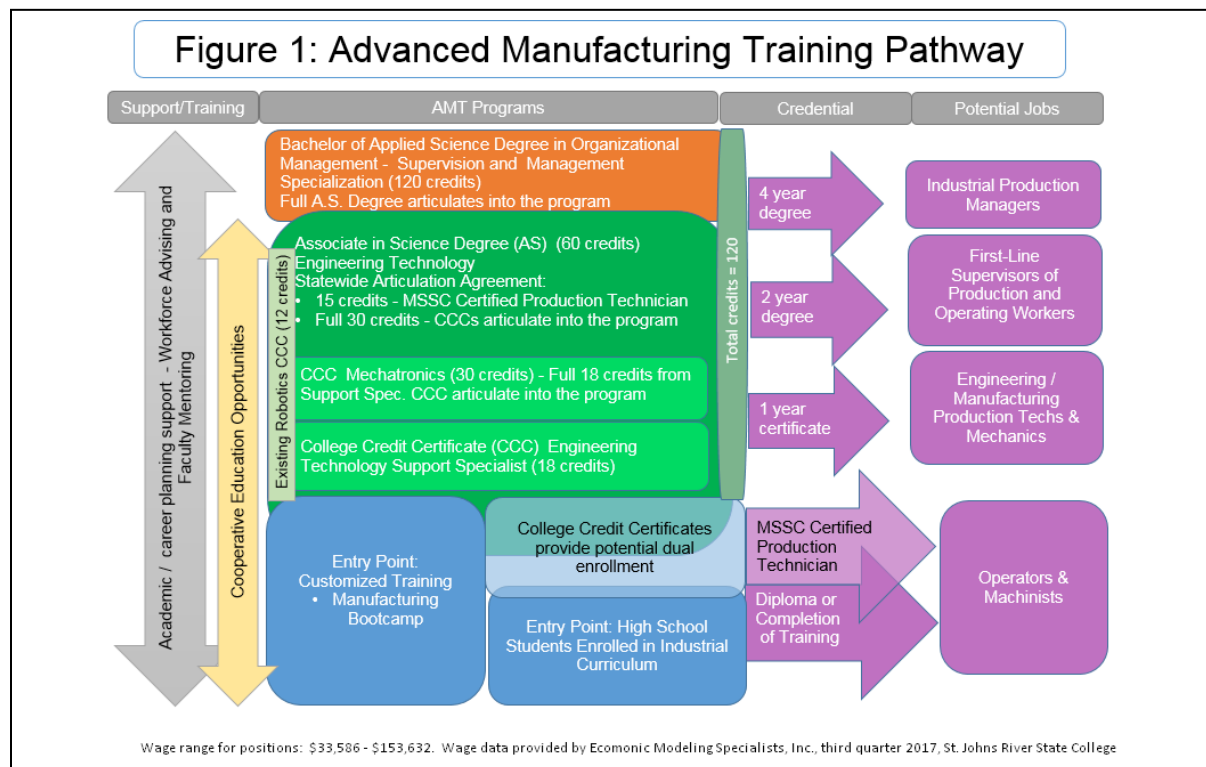 Figure 1: Advanced Manufacturing Training Pathway
Support/Training
AMT Programs
Credential
Potential Jobs
Academic / career planning support - Workforce Advising and
Faculty Mentoring
Cooperative Education Opportunities
Existing Robotics CCC (12 credits)
Bachelor of Applied Science Degree in Organizational
Management - Supervision and Management
Specialization (120 credits)
Full A.S. Degree articulates into the program
Associate in Science Degree (AS) (60 credits)
Engineering Technology
Statewide Articulation Agreement:
• 15 credits - MSSC Certified Production Technician
• Full 30 credits - CCCs articulate into the program
CCC Mechatronics (30 credits) - Full 18 credits from
Support Spec. CCC articulate into the program
College Credit Certificate (CCC) Engineering
Technology Support Specialist (18 credits)
Total credits = 120
Entry Point:
Customized Training
• Manufacturing
Bootcamp
College Credit Certificates
provide potential dual
enrollment
Entry Point: High School
Students Enrolled in Industrial
Curriculum
4 year
degree
2 year
degree
1 year
certificate
MSSC Certified
Production
Technician
Diploma or
Completion
of Training
Industrial Production
Managers
First-Line
Supervisors of
Production and
Operating Workers
Engineering /
Manufacturing
Production Techs &
Mechanics
Operators &
Machinists
Wage range for positions: $33,586 - $153,632. Wage data provided by Ecomonic Modeling Specialists, Inc., third quarter 2017, St. Johns River State College